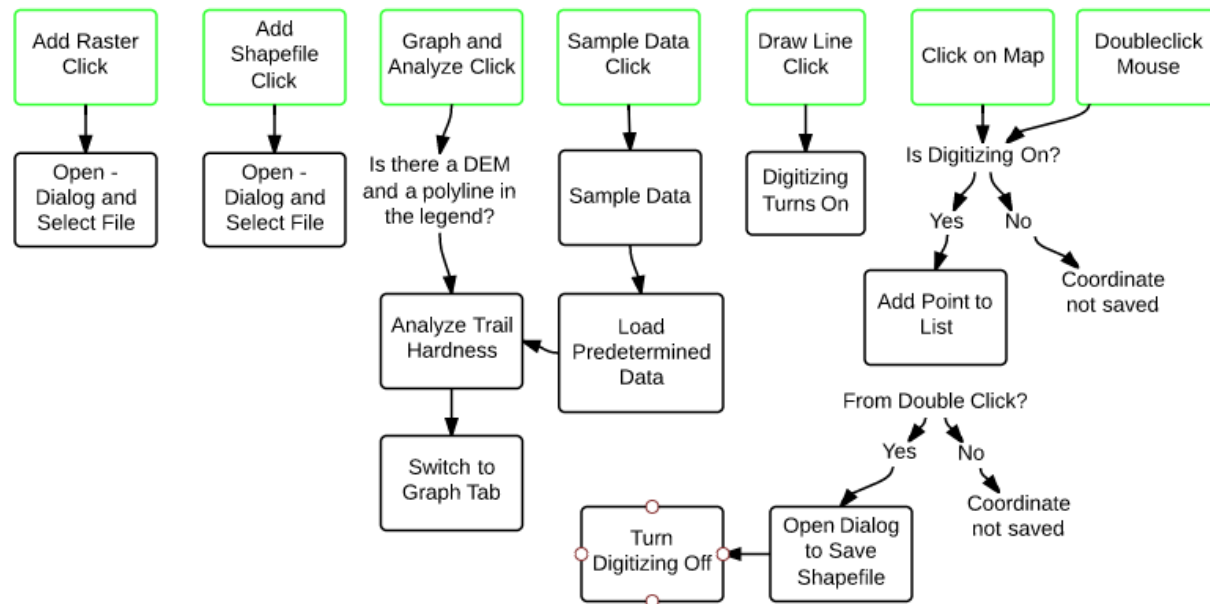 Add Raster
Click
Add
Shapefile
Click
Graph and
Analyze Click
Sample Data
Click
Draw Line
Click
Click on Map
Doubleclick
Mouse
Open -
Dialog and
Select File
Open -
Dialog and
Select File
Is there a DEM
and a polyline in
the legend?
Sample Data
Digitizing
Turns On
Is Digitizing On?
Yes
No
Analyze Trail
Hardness
Load
Predetermined
Data
Add Point to
List
Coordinate
not saved
From Double Click?
Yes
No
Switch to
Graph Tab
Turn
Digitizing Off
Open Dialog
to Save
Shapefile
Coordinate
not saved